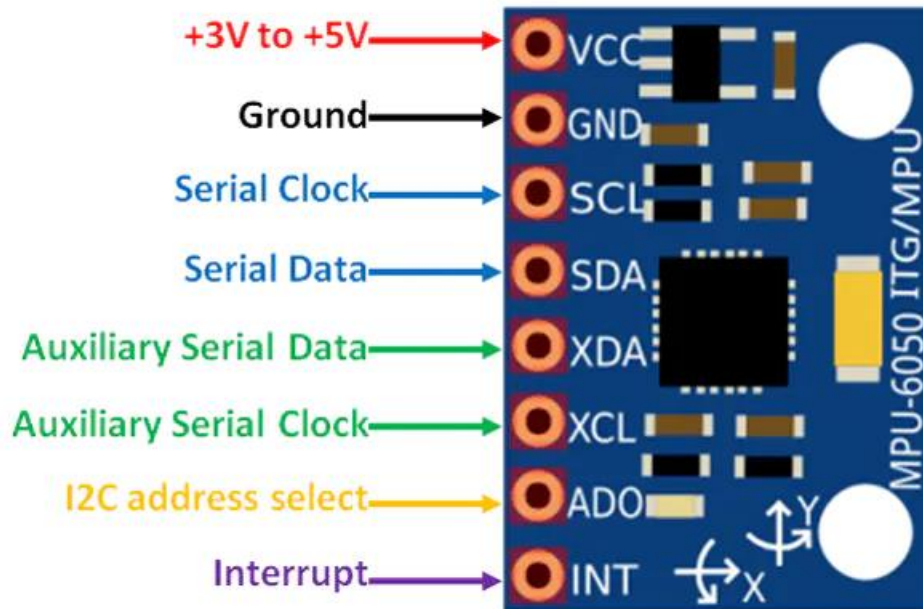 +3V to +5V
VCC
Ground
GND
Serial Clock
SCL
Serial Data
SDA
Auxiliary Serial Data
XDA
Auxiliary Serial Clock
XCL
I2C address select
ADO
Interrupt
INT
X
Y
MPU-6050 ITG/MPU